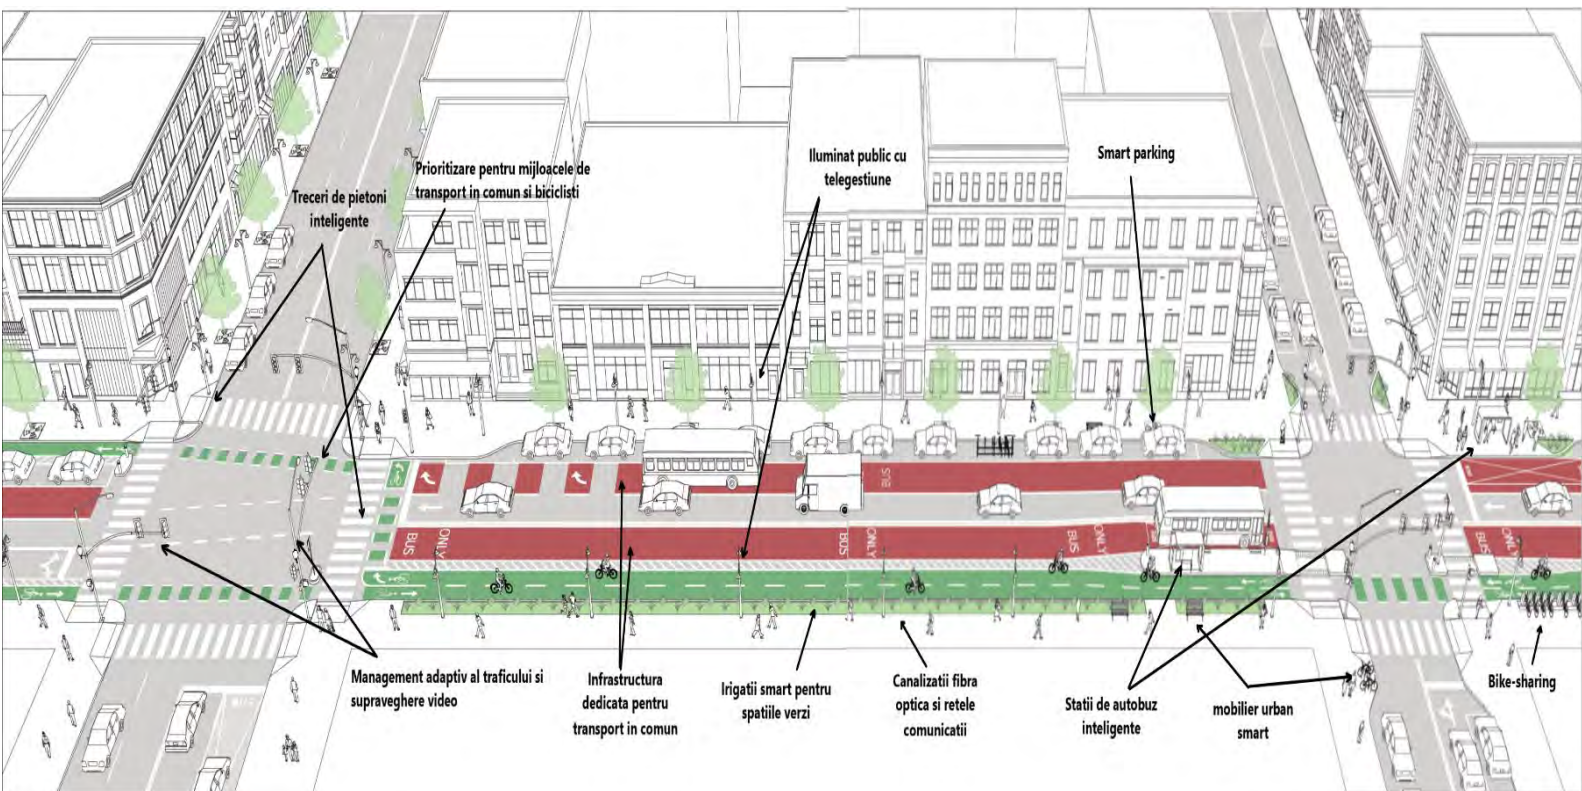 Prioritizare pentru mijloacele de
transport in comun si biciclisti
Treceri de pietoni
inteligente
Iluminat public cu
telegestiune
Smart parking
BUS
BUS
ONLY
BUS
ONLY
BUS
ONLY
BUS
ONLY
Management adaptiv al traficului si
supraveghere video
Infrastructura
dedicata pentru
transport in comun
Irigatii smart pentru
spatiile verzi
Canalizatii fibra
optica si retele
comunicatii
Statii de autobuz
inteligente
mobilier urban
smart
Bike-sharing